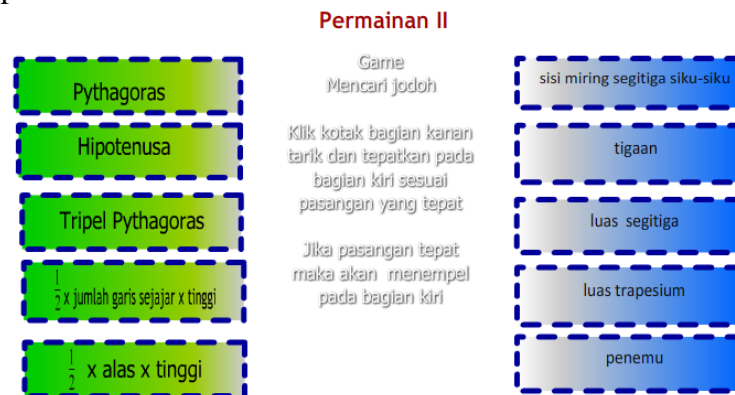 Permainan II
Pythagoras
Hipotenusa
Tripel Pythagoras
1/2 x jumlah garis sejajar x tinggi
1/2 x alas x tinggi
Game
Mencari jodoh
Klik kotak bagian kanan
tarik dan tepatkan pada
bagian kiri sesuai
pasangan yang tepat
Jika pasangan tepat
maka akan menempel
pada bagian kiri
sisi miring segitiga siku-siku
tigaan
luas segitiga
luas trapesium
penemu